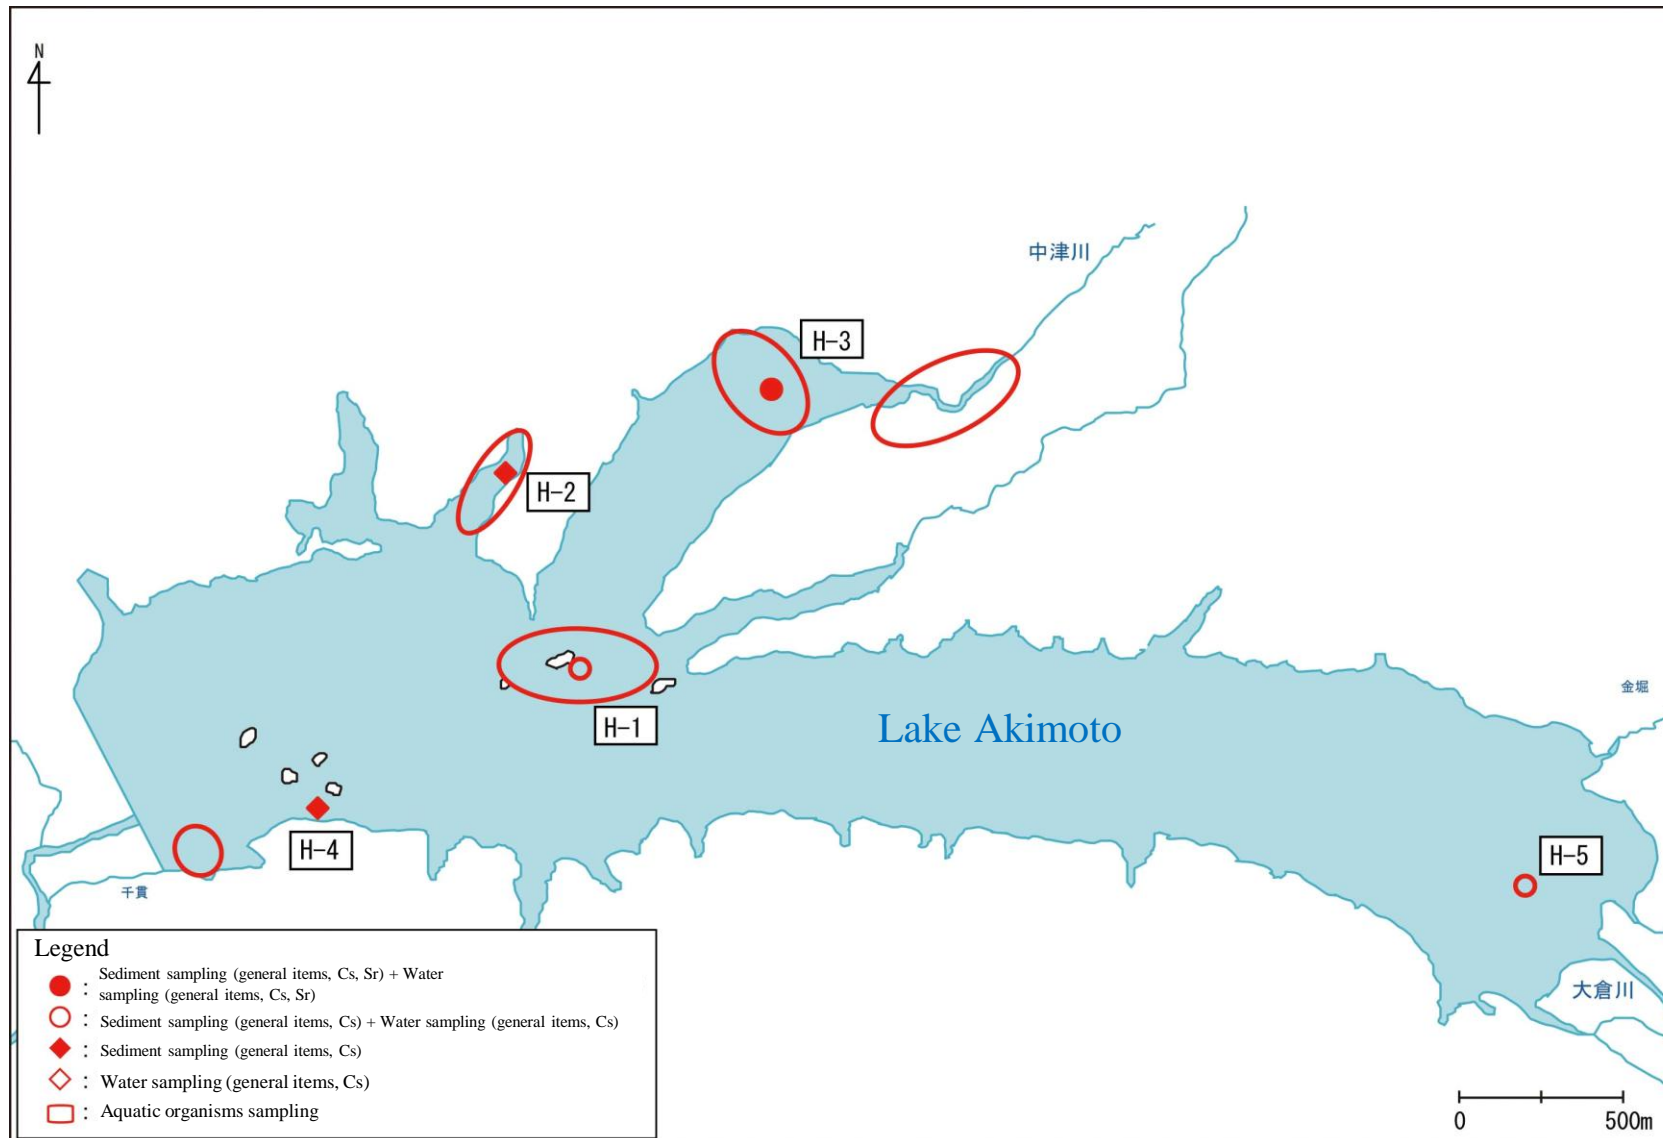 N
中津川
H-3
H-2
金堀
H-1
Lake Akimoto
H-4
H-5
千貫
大倉川
Legend
: Sediment sampling (general items, Cs, Sr) + Water
sampling (general items, Cs, Sr)
: Sediment sampling (general items, Cs) + Water sampling (general items, Cs)
: Sediment sampling (general items, Cs)
: Water sampling (general items, Cs)
: Aquatic organisms sampling
0 500m